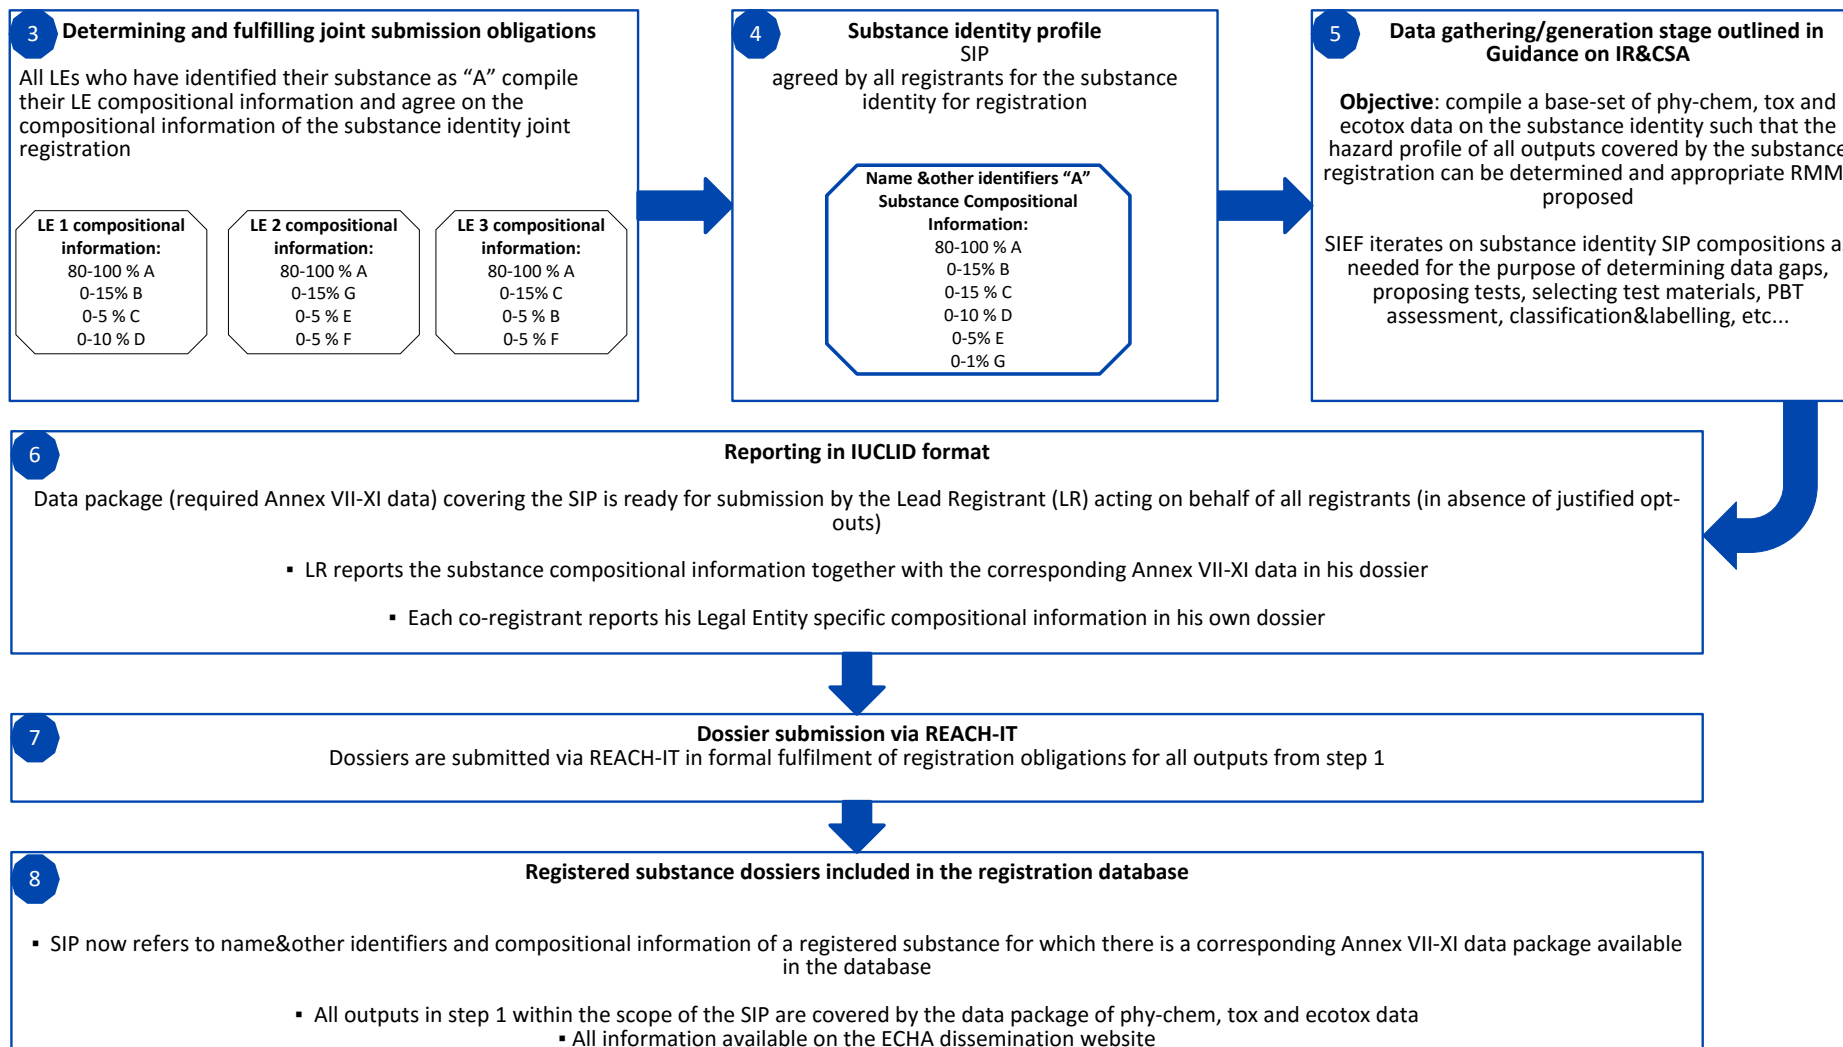 3
Determining and fulfilling joint submission obligations
All LEs who have identified their substance as “A” compile
their LE compositional information and agree on the
compositional information of the substance identity joint
registration
LE 1 compositional
information:
80-100 % A
0-15% B
0-5 % C
0-10 % D
LE 2 compositional
information:
80-100 % A
0-15% G
0-5 % E
0-5 % F
LE 3 compositional
information:
80-100 % A
0-15% C
0-5 % B
0-5 % F
4
Substance identity profile
SIP
agreed by all registrants for the substance
identity for registration
Name &other identifiers “A”
Substance Compositional
Information:
80-100 % A
0-15% B
0-15 % C
0-10 % D
0-5% E
0-1% G
5
Data gathering/generation stage outlined in
Guidance on IR&CSA
Objective: compile a base-set of phy-chem, tox and
ecotox data on the substance identity such that the
hazard profile of all outputs covered by the substance
registration can be determined and appropriate RMM
proposed
SIEF iterates on substance identity SIP compositions a
needed for the purpose of determining data gaps,
proposing tests, selecting test materials, PBT
assessment, classification&labelling, etc...
6
Reporting in IUCLID format
Data package (required Annex VII-XI data) covering the SIP is ready for submission by the Lead Registrant (LR) acting on behalf of all registrants (in absence of justified opt-
outs)
▪ LR reports the substance compositional information together with the corresponding Annex VII-XI data in his dossier
▪ Each co-registrant reports his Legal Entity specific compositional information in his own dossier
7
Dossier submission via REACH-IT
Dossiers are submitted via REACH-IT in formal fulfilment of registration obligations for all outputs from step 1
8
Registered substance dossiers included in the registration database
▪ SIP now refers to name&other identifiers and compositional information of a registered substance for which there is a corresponding Annex VII-XI data package available
in the database
▪ All outputs in step 1 within the scope of the SIP are covered by the data package of phy-chem, tox and ecotox data
▪ All information available on the ECHA dissemination website